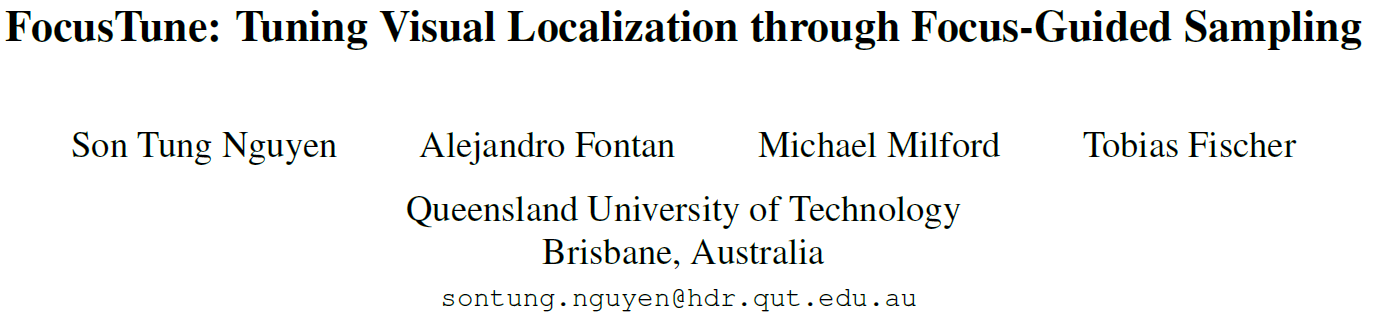 FocusTune: Tuning Visual Localization through Focus-Guided Sampling
Son Tung Nguyen Alejandro Fontan Michael Milford Tobias Fischer
Queensland University of Technology
Brisbane, Australia
sontung.nguyen@hdr.qut.edu.au